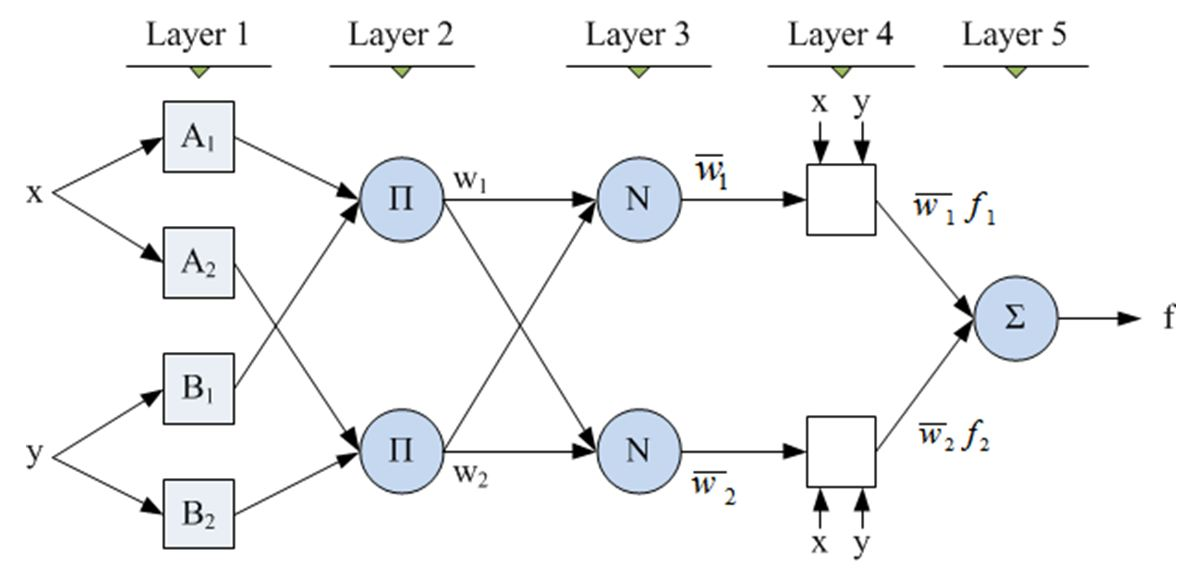 Layer 1 Layer 2 Layer 3 Layer 4 Layer 5
x y
A₁
w̅₁
w₁
x
Π
N
w̅₁ f₁
A₂
Σ
f
B₁
y
Π
N
w̅₂ f₂
w₂
w̅₂
B₂
x y